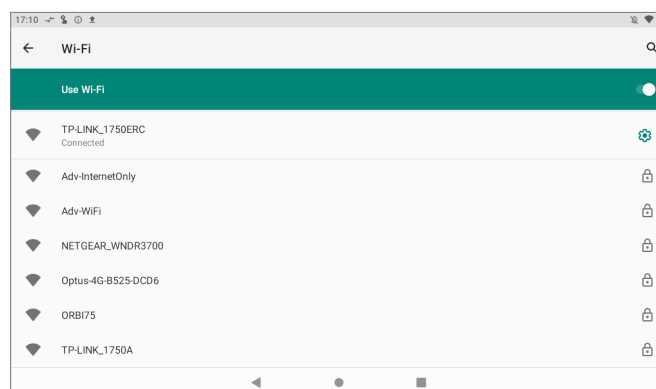 17:10
Wi-Fi
Use Wi-Fi
TP-LINK_1750ERC
Connected
Adv-InternetOnly
Adv-WiFi
NETGEAR_WNDR3700
Optus-4G-B525-DCD6
ORBI75
TP-LINK_1750A